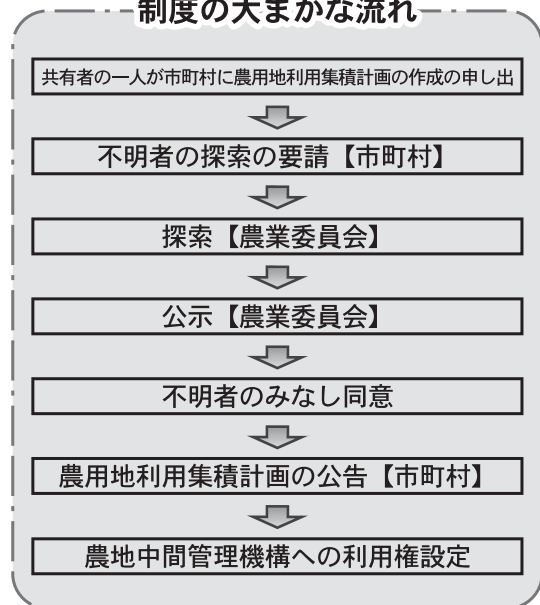 制度の大まかな流れ
共有者の一人が市町村に農用地利用集積計画の作成の申し出
不明者の探索の要請【市町村】
探索【農業委員会】
公示【農業委員会】
不明者のみなし同意
農用地利用集積計画の公告【市町村】
農地中間管理機構への利用権設定